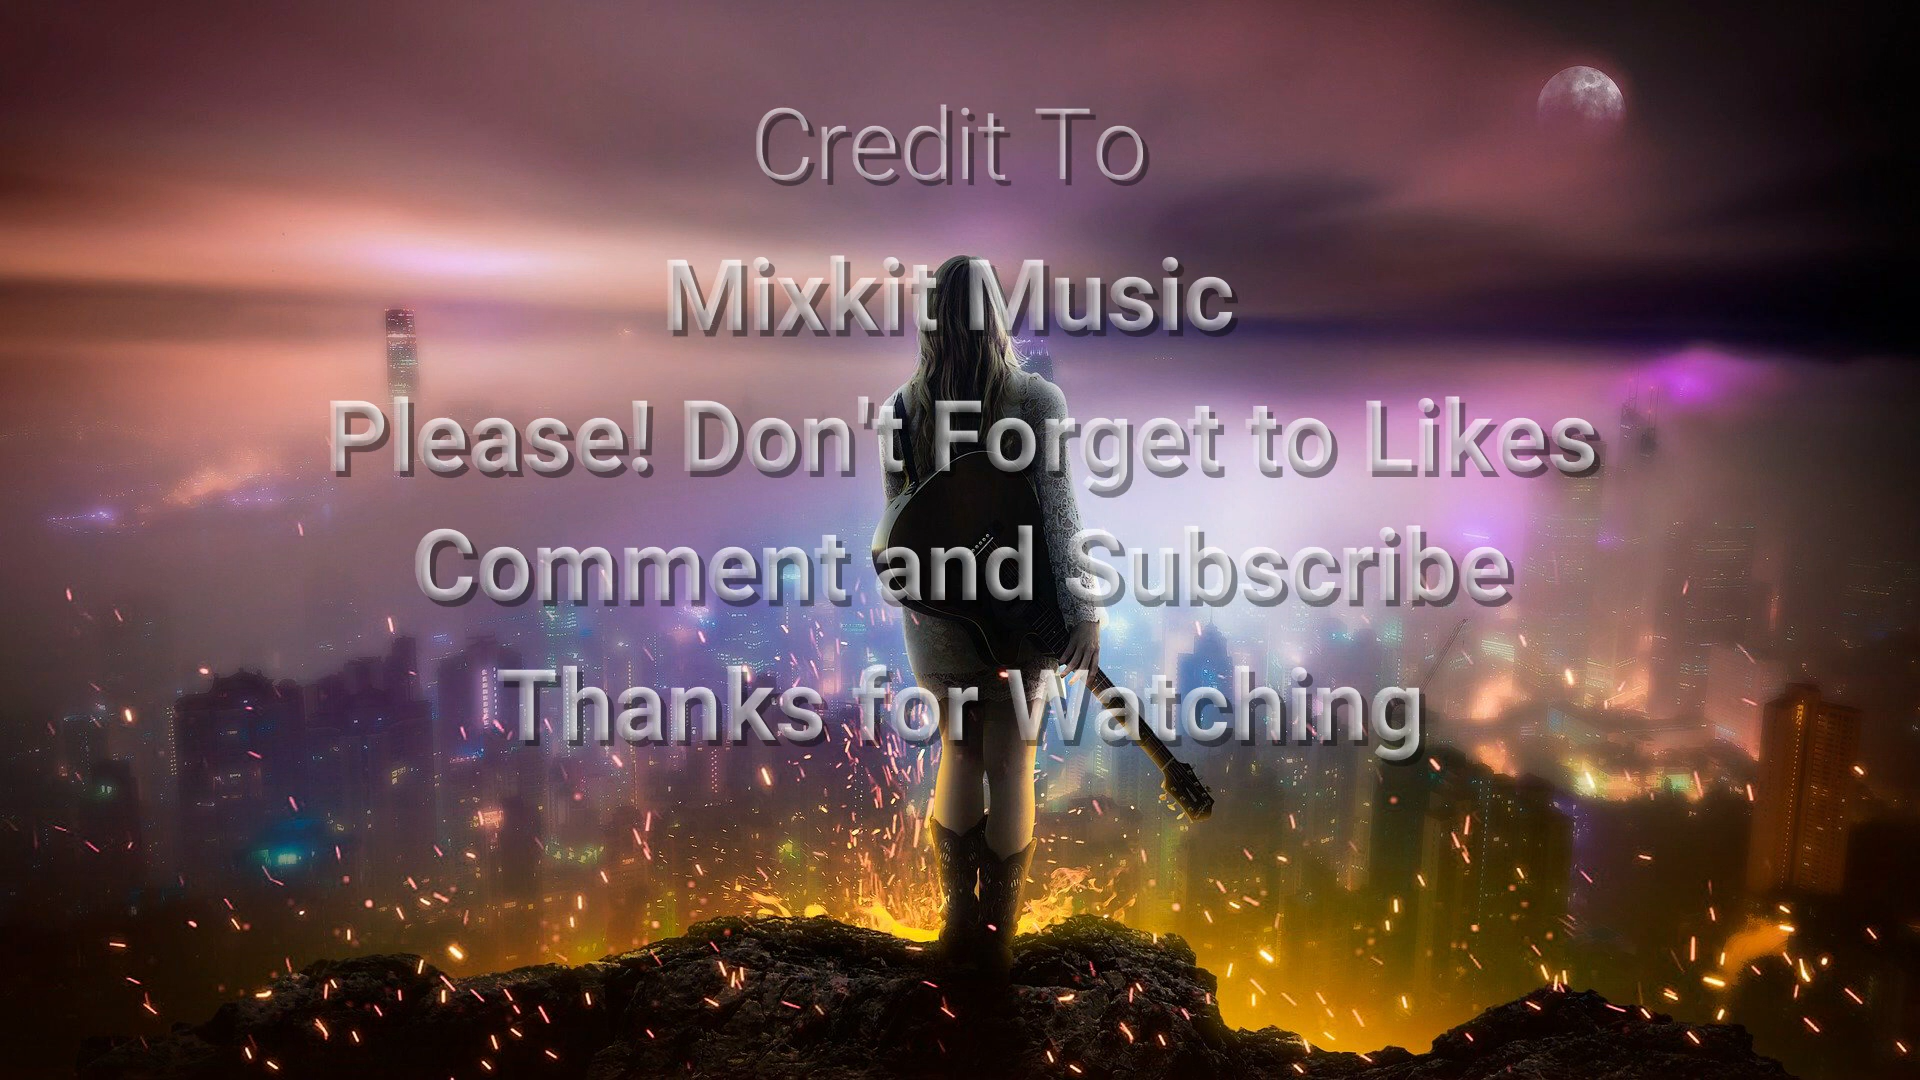 Credit To
Mixkit Music
Please! Don't Forget to Likes
Comment and Subscribe
Thanks for Watching